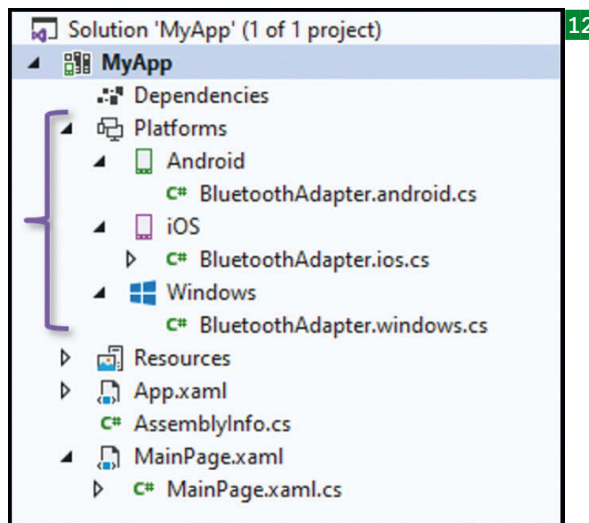 Solution 'MyApp' (1 of 1 project)
12
MyApp
Dependencies
Platforms
Android
C# BluetoothAdapter.android.cs
iOS
C# BluetoothAdapter.ios.cs
Windows
C# BluetoothAdapter.windows.cs
Resources
App.xaml
C# AssemblyInfo.cs
MainPage.xaml
C# MainPage.xaml.cs